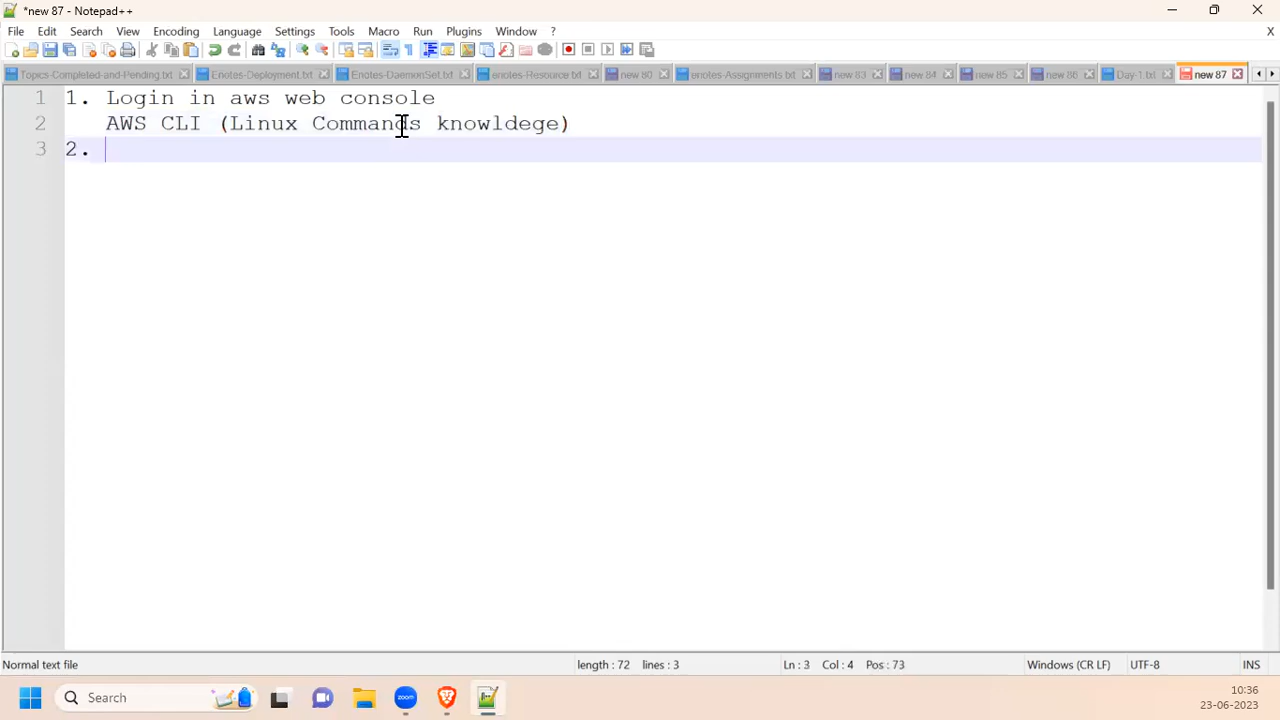 *new 87 - Notepad++
File Edit Search View Encoding Language Settings Tools Macro Run Plugins Window ? X
Topics-Completed-and-Pending.txt Enotes-Deployment.txt Enotes-DaemonSet.txt enotes-Resource new 80 enotes-Assignments.txt new 83 new 85 new 86 Day-1.txt new 87
1 1. Login in aws web console
2 AWS CLI (Linux Commands knowldege)
3 2.
Normal text file length : 72 lines : 3 Ln : 3 Col : 4 Pos : 73 Windows (CR LF) UTF-8 INS
Search zoom 10:36
23-06-2023